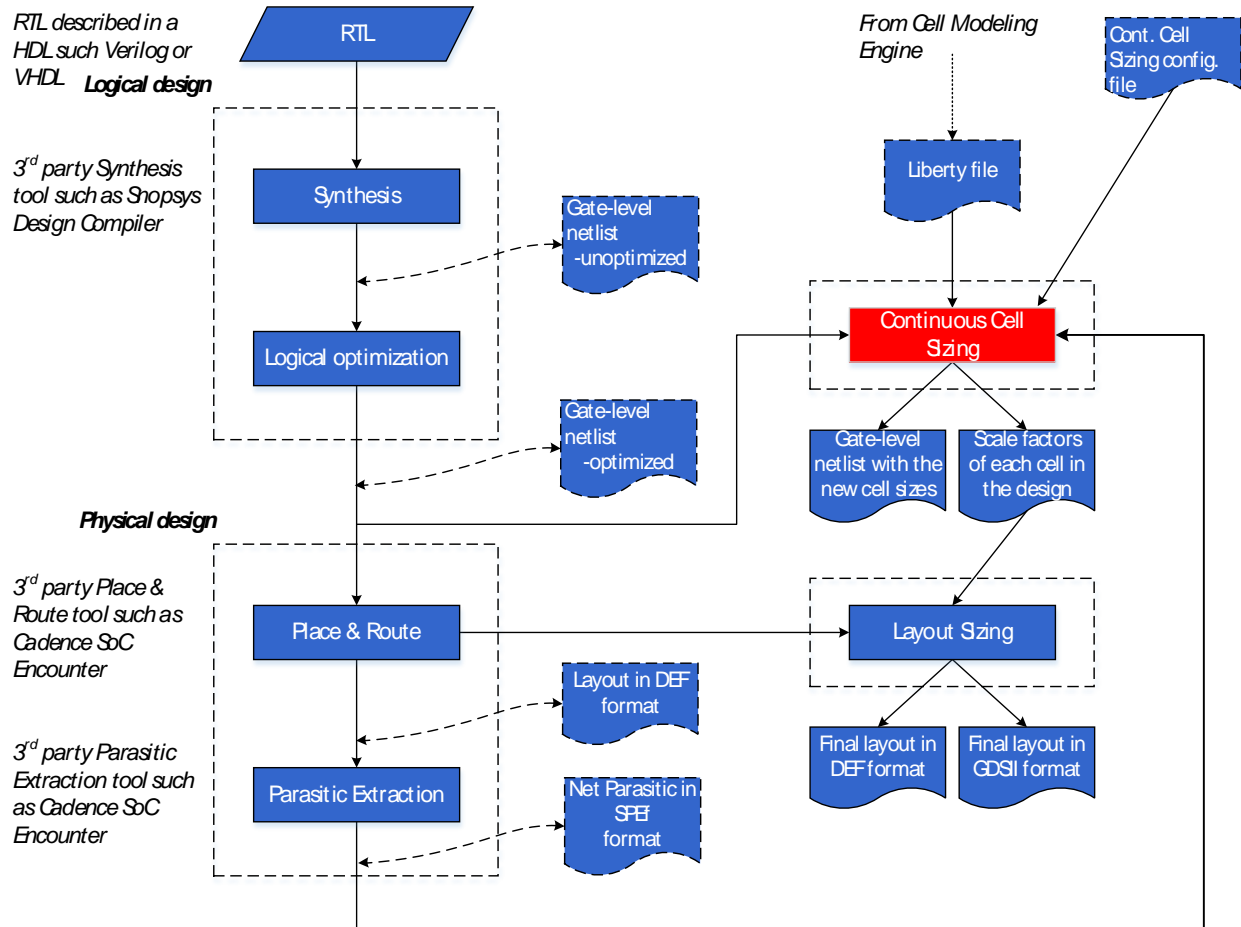 RTL described in a
HDL such Verilog or
VHDL
Logical design
RTL
From Cell Modeling
Engine
Cont. Cell
Sizing config.
file
3rd party Synthesis
tool such as Snopsys
Design Compiler
Synthesis
Gate-level
netlist
-unoptimized
Liberty file
Logical optimization
Continuous Cell
Sizing
Gate-level
netlist
-optimized
Gate-level
netlist with the
new cell sizes
Scale factors
of each cell in
the design
Physical design
3rd party Place &
Route tool such as
Cadence SoC
Encounter
Place & Route
Layout Sizing
Layout in DEF
format
3rd party Parasitic
Extraction tool such
as Cadence SoC
Encounter
Parasitic Extraction
Net Parasitic in
SPEf
format
Final layout in
DEF format
Final layout in
GDSII format